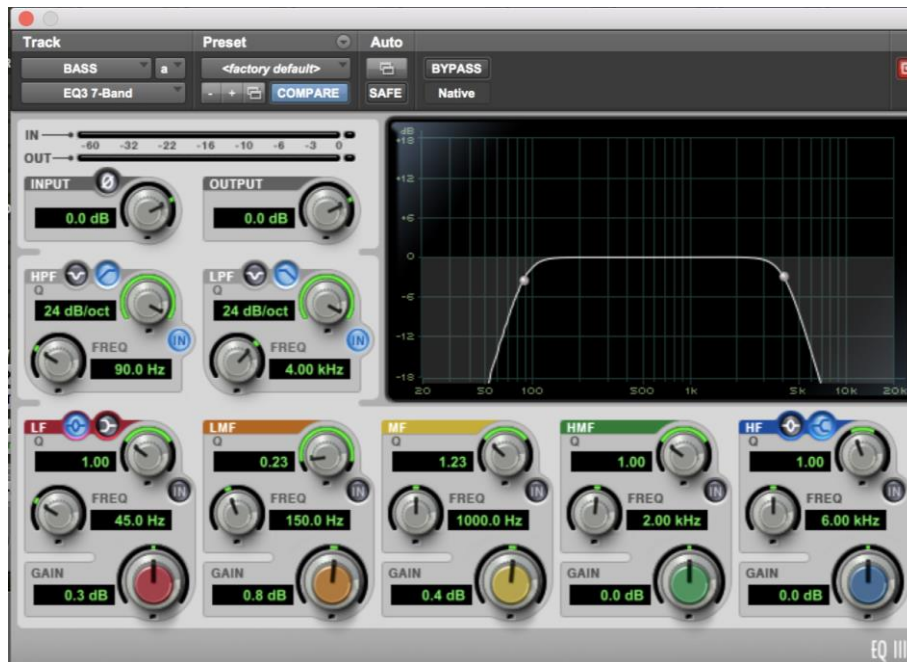 Track Preset Auto
BASS a <factory default> BYPASS
EQ3 7-Band - + COMPARE SAFE Native
IN
-60 -32 -22 -16 -10 -6 -3 0
OUT
INPUT Ø OUTPUT
0.0 dB 0.0 dB
HPF LPF
Q Q
24 dB/oct 24 dB/oct
IN IN
FREQ FREQ
90.0 Hz 4.00 kHz
dB
+18
+12
+6
0
-6
-12
-18
20 50 100 500 1k 5k 10k 20k
LF LMF MF HMF HF
Q Q Q Q Q
1.00 0.23 1.23 1.00 1.00
IN IN IN IN IN
FREQ FREQ FREQ FREQ FREQ
45.0 Hz 150.0 Hz 1000.0 Hz 2.00 kHz 6.00 kHz
GAIN GAIN GAIN GAIN GAIN
0.3 dB 0.8 dB 0.4 dB 0.0 dB 0.0 dB
EQ III